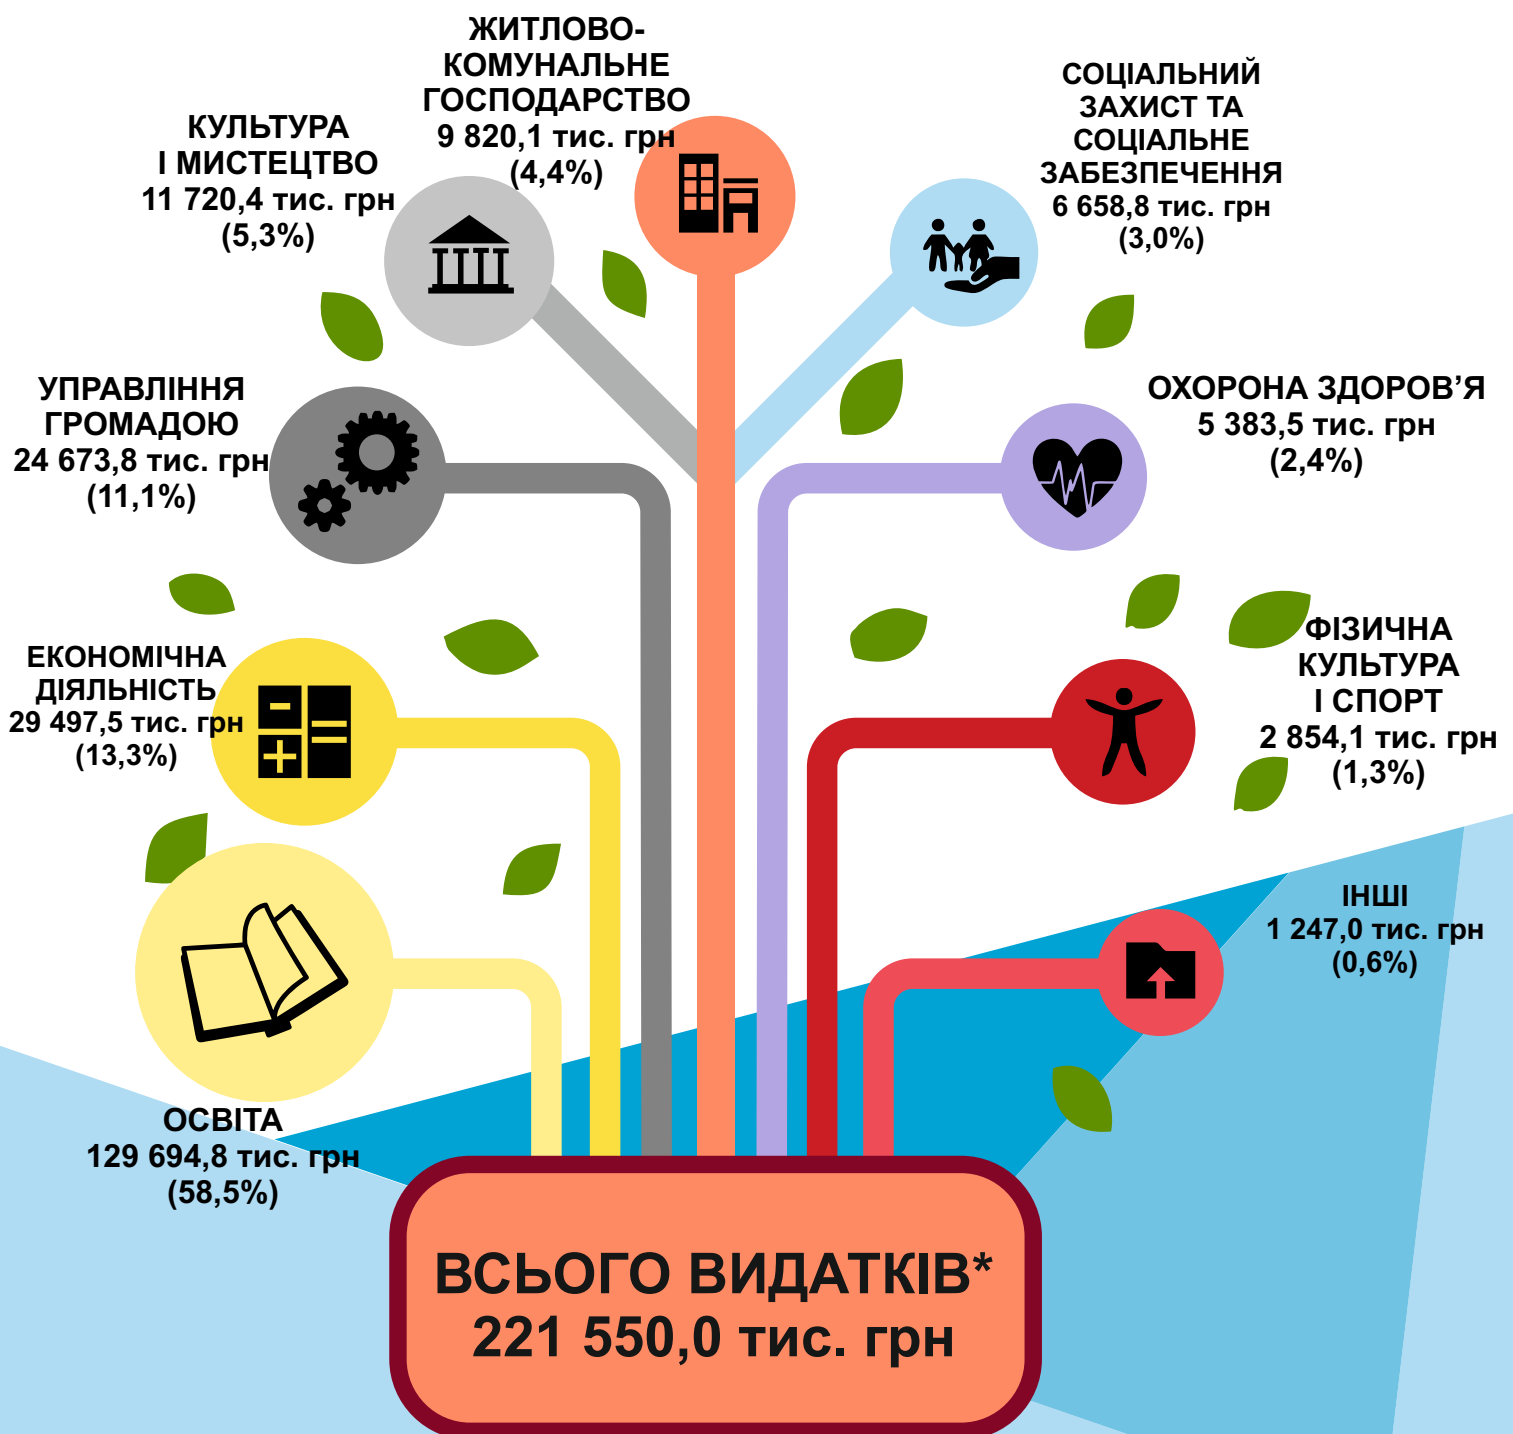 ЖИТЛОВО-
КОМУНАЛЬНЕ
ГОСПОДАРСТВО
9 820,1 тис. грн
(4,4%)
СОЦІАЛЬНИЙ
ЗАХИСТ ТА
СОЦІАЛЬНЕ
ЗАБЕЗПЕЧЕННЯ
6 658,8 тис. грн
(3,0%)
КУЛЬТУРА
І МИСТЕЦТВО
11 720,4 тис. грн
(5,3%)
УПРАВЛІННЯ
ГРОМАДОЮ
24 673,8 тис. грн
(11,1%)
ОХОРОНА ЗДОРОВ’Я
5 383,5 тис. грн
(2,4%)
ЕКОНОМІЧНА
ДІЯЛЬНІСТЬ
29 497,5 тис. грн
(13,3%)
ФІЗИЧНА
КУЛЬТУРА
І СПОРТ
2 854,1 тис. грн
(1,3%)
ІНШІ
1 247,0 тис. грн
(0,6%)
ОСВІТА
129 694,8 тис. грн
(58,5%)
ВСЬОГО ВИДАТКІВ*
221 550,0 тис. грн